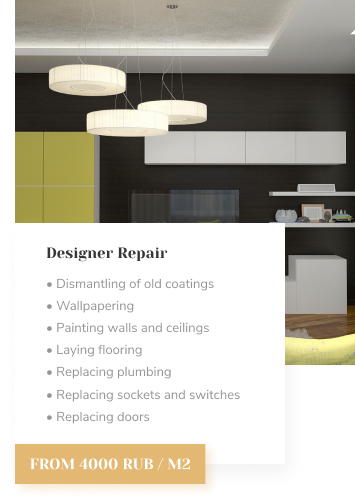 Designer Repair
• Dismantling of old coatings
• Wallpapering
• Painting walls and ceilings
• Laying flooring
• Replacing plumbing
• Replacing sockets and switches
• Replacing doors
FROM 4000 RUB / M2